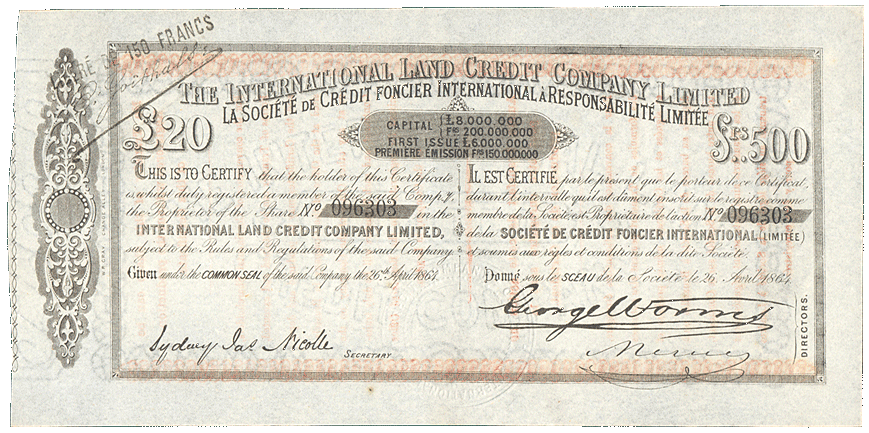 RÉ DE 150 FRANCS
THE INTERNATIONAL LAND CREDIT COMPANY LIMITED
LA SOCIÉTÉ DE CRÉDIT FONCIER INTERNATIONAL À RESPONSABILITÉ LIMITÉE
£20
CAPITAL £8.000.000
Frs 200.000.000
FIRST ISSUE £6.000.000
PREMIÈRE ÉMISSION Frs 150.000000
FRS..500
THIS IS TO CERTIFY that the holder of this Certificate
is whilst duly registered a member of the said Compy.
the Proprietor of the Share No 096303 in the
INTERNATIONAL LAND CREDIT COMPANY LIMITED,
subject to the Rules and Regulations of the said Company
Given under the COMMON SEAL of the said Company the 26th April 1864
IL EST CERTIFIÉ par le présent que le porteur de ce Certificat,
durant l'intervalle qu'il est dûment inscrit sur le registre comme
membre de la Société est Propriétaire de l'action No 096303
de la SOCIÉTÉ DE CRÉDIT FONCIER INTERNATIONAL (LIMITÉE)
et soumis aux règles et conditions de la dite Société.
Donné sous le SCEAU de la Société le 26 Avril 1864
George Worms
Sydney Jas Nicolle
SECRETARY
DIRECTORS.